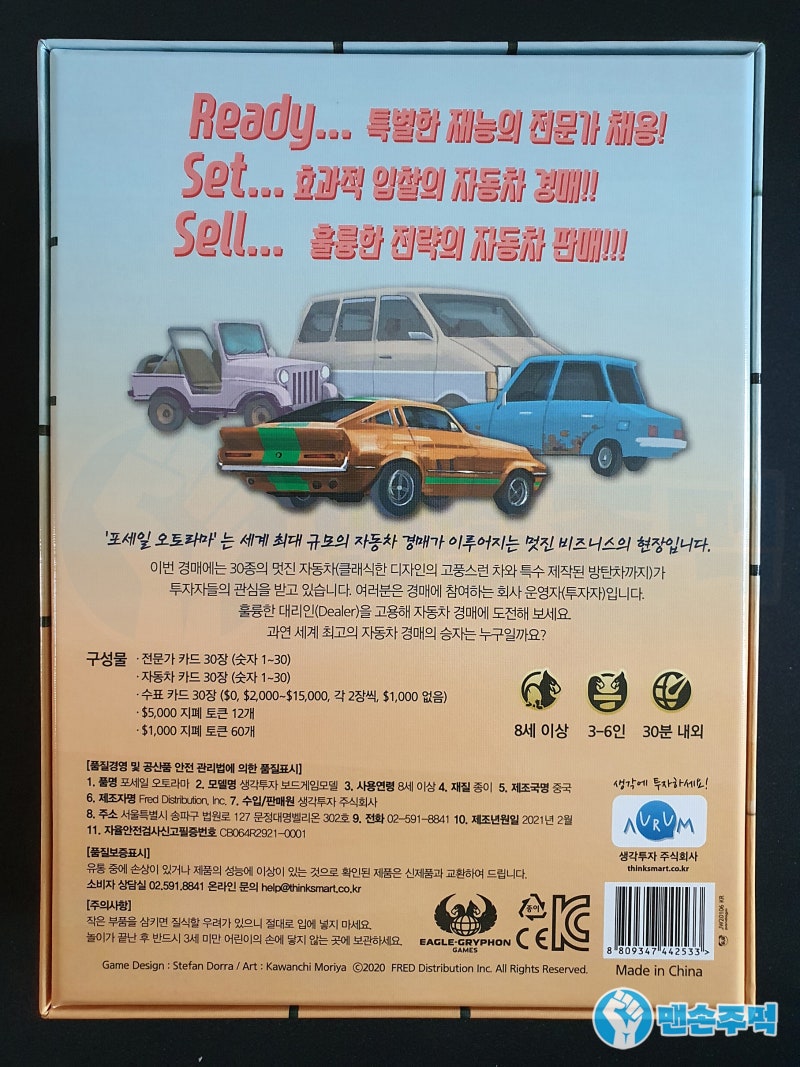 Ready... 특별한 재능의 전문가 채용!
Set... 효과적 입찰의 자동차 경매!!
Sell... 훌륭한 전략의 자동차 판매!!!
'포세일 오토라마'는 세계 최대 규모의 자동차 경매가 이루어지는 멋진 비즈니스의 현장입니다.
이번 경매에는 30종의 멋진 자동차(클래식한 디자인의 고풍스런 차와 특수 제작된 방탄차까지)가
투자자들의 관심을 받고 있습니다. 여러분은 경매에 참여하는 회사 운영자(투자자)입니다.
훌륭한 대리인(Dealer)을 고용해 자동차 경매에 도전해 보세요.
과연 세계 최고의 자동차 경매의 승자는 누구일까요?
구성물 · 전문가 카드 30장 (숫자 1~30)
· 자동차 카드 30장 (숫자 1~30)
· 수표 카드 30장 ($0, $2,000~$15,000, 각 2장씩, $1,000 없음)
· $5,000 지폐 토큰 12개
· $1,000 지폐 토큰 60개
8세 이상 3-6인 30분 내외
[품질경영 및 공산품 안전 관리법에 의한 품질표시]
1. 품명 포세일 오토라마 2. 모델명 생각투자 보드게임모델 3. 사용연령 8세 이상 4. 재질 종이 5. 제조국명 중국
6. 제조자명 Fred Distribution, Inc. 7. 수입/판매원 생각투자 주식회사
8. 주소 서울특별시 송파구 법원로 127 문정대명벨리온 302호 9. 전화 02-591-8841 10. 제조년원일 2021년 2월
11. 자율안전검사신고필증번호 CB064R2921-0001
[품질보증표시]
유통 중에 손상이 있거나 제품의 성능에 이상이 있는 것으로 확인된 제품은 신제품과 교환하여 드립니다.
소비자 상담실 02.591.8841 온라인 문의 help@thinksmart.co.kr
[주의사항]
작은 부품을 삼키면 질식할 우려가 있으니 절대로 입에 넣지 마세요.
놀이가 끝난 후 반드시 3세 미만 어린이의 손에 닿지 않는 곳에 보관하세요.
생각에 투자하세요!
AURUM
생각투자 주식회사
thinksmart.co.kr
EAGLE-GRYPHON
GAMES
종이
CE
KC
JW20106 KR
8 809347 442533
Made in China
Game Design : Stefan Dorra / Art : Kawanchi Moriya ⓒ2020 FRED Distribution Inc. All Rights Reserved.
맨손주먹